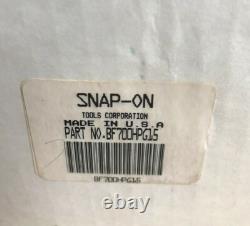 SNAP-ON
TOOLS CORPORATION
MADE IN U.S.A
PART NO.BF700HPG15
BF700HPG15